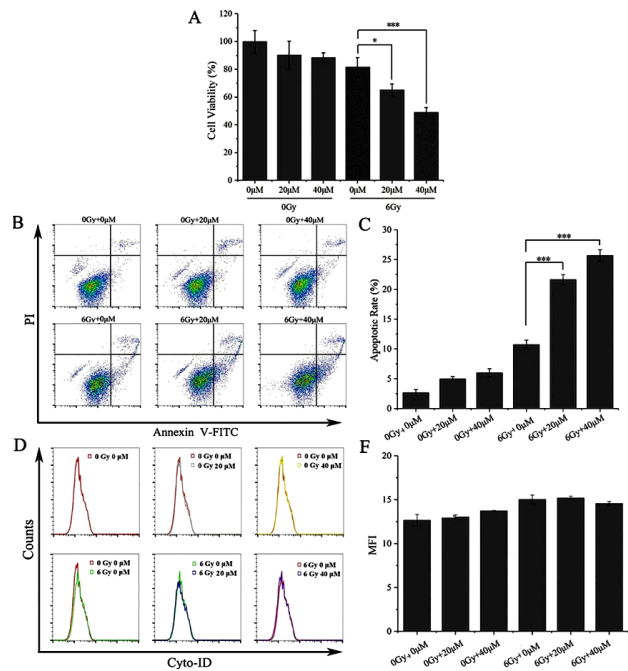 A
***
*
Cell Viability (%)
120
100
80
60
40
20
0
0μM 20μM 40μM 0μM 20μM 40μM
0Gy 6Gy
B
0Gy+0μM 0Gy+20μM 0Gy+40μM
6Gy+0μM 6Gy+20μM 6Gy+40μM
PI
Annexin V-FITC
C
***
***
Apoptotic Rate (%)
30
25
20
15
10
5
0
0Gy+0μM 0Gy+20μM 0Gy+40μM 6Gy+0μM 6Gy+20μM 6Gy+40μM
D
0 Gy 0 μM 0 Gy 0 μM 0 Gy 0 μM
0 Gy 0 μM 0 Gy 20 μM 0 Gy 40 μM
0 Gy 0 μM 6 Gy 0 μM 6 Gy 0 μM
6 Gy 0 μM 6 Gy 20 μM 6 Gy 40 μM
Counts
Cyto-ID
F
MFI
20
15
10
5
0
0Gy+0μM 0Gy+20μM 0Gy+40μM 6Gy+0μM 6Gy+20μM 6Gy+40μM